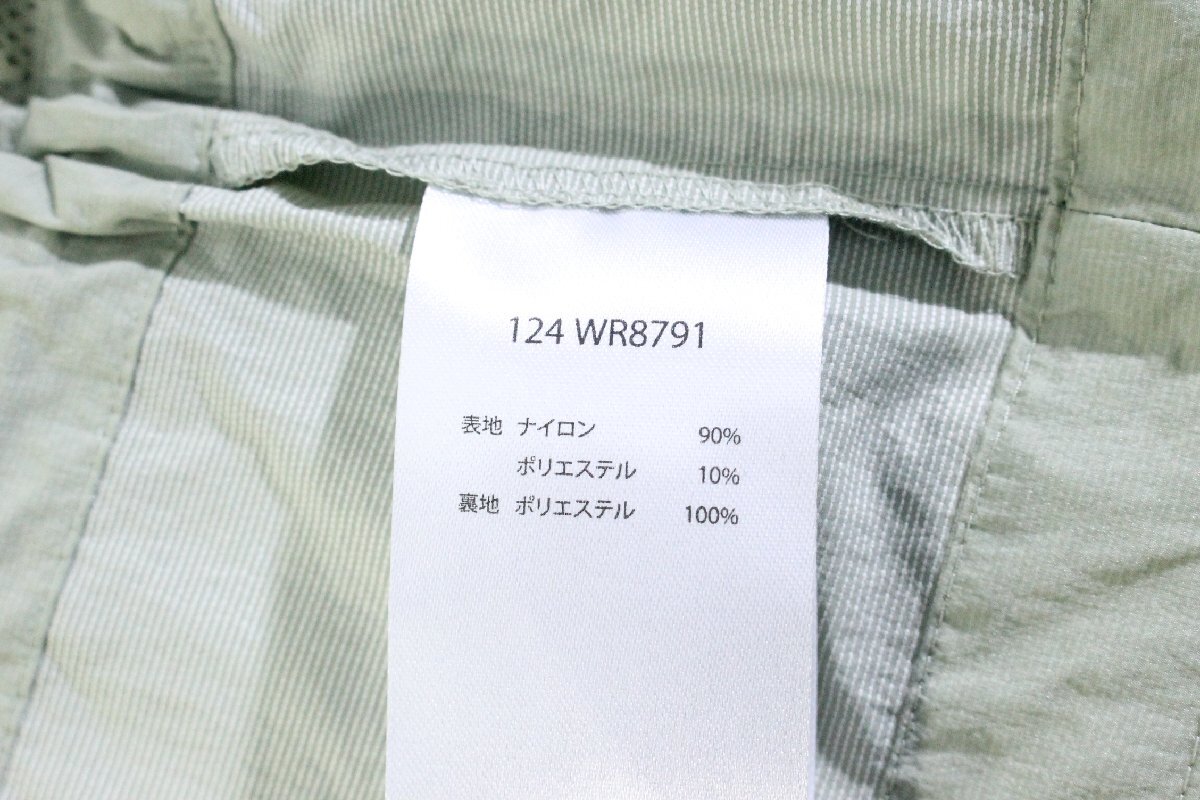 124 WR8791
表地 ナイロン 90%
ポリエステル 10%
裏地 ポリエステル 100%